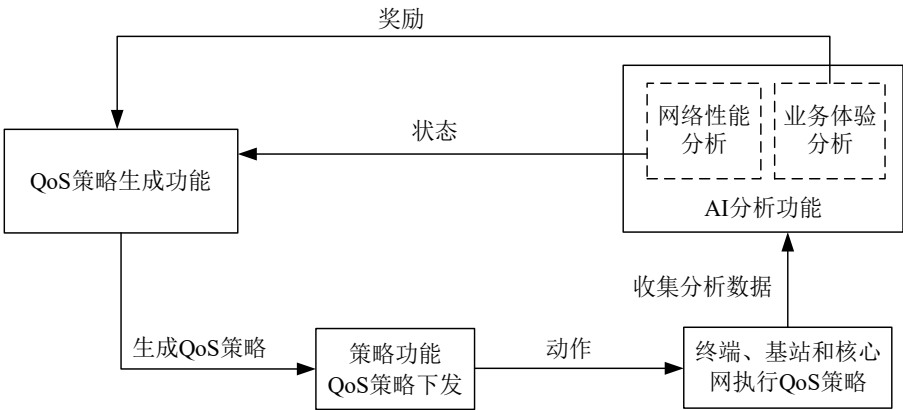 奖励
网络性能
分析
业务体验
分析
状态
QoS策略生成功能
AI分析功能
收集分析数据
生成QoS策略
策略功能
QoS策略下发
动作
终端、基站和核心
网执行QoS策略